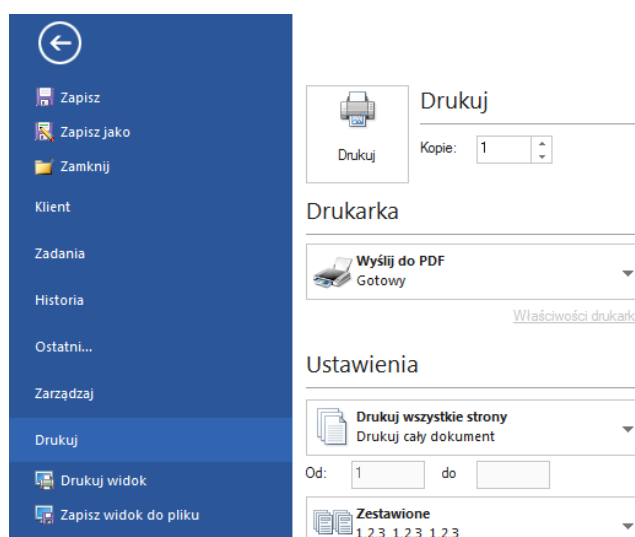 Zapisz
Zapisz jako
Zamknij
Klient
Zadania
Historia
Ostatni...
Zarządzaj
Drukuj
Drukuj widok
Zapisz widok do pliku
Drukuj
Drukuj
Kopie: 1
Drukarka
Wyślij do PDF
Gotowy
Właściwości drukark
Ustawienia
Drukuj wszystkie strony
Drukuj cały dokument
Od: 1 do
Zestawione
1,2,3 1,2,3 1,2,3